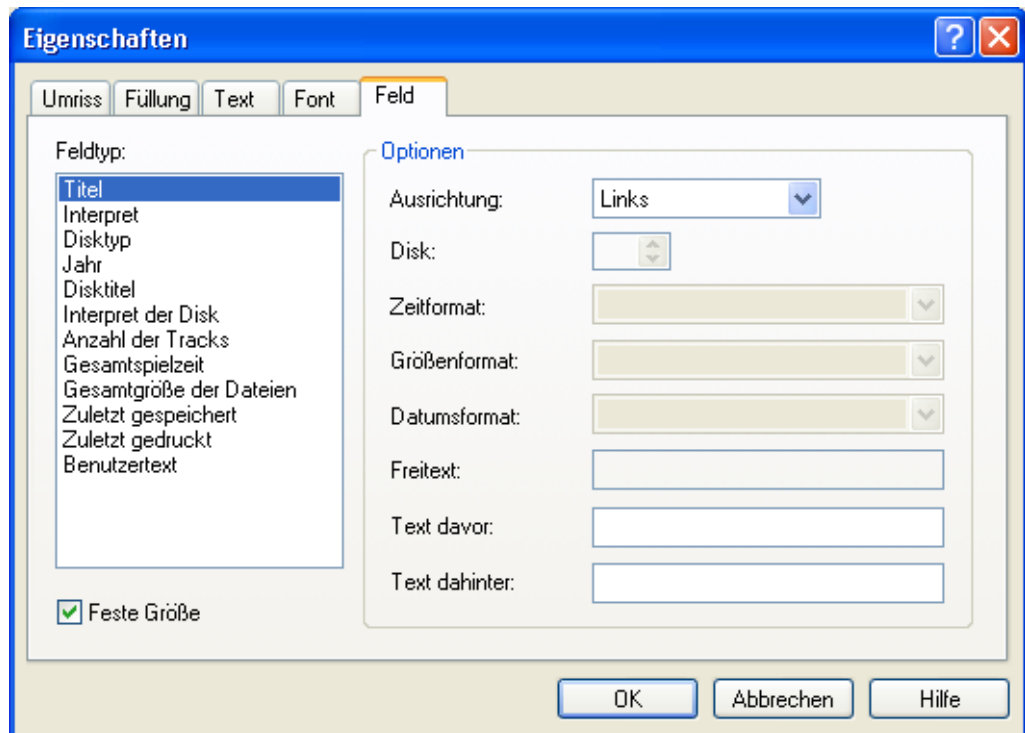 Eigenschaften
Umriss Füllung Text Font Feld
Feldtyp:
Titel
Interpret
Disktyp
Jahr
Disktitel
Interpret der Disk
Anzahl der Tracks
Gesamtspielzeit
Gesamtgröße der Dateien
Zuletzt gespeichert
Zuletzt gedruckt
Benutzertext
Feste Größe
Optionen
Ausrichtung: Links
Disk:
Zeitformat:
Größenformat:
Datumsformat:
Freitext:
Text davor:
Text dahinter:
OK Abbrechen Hilfe